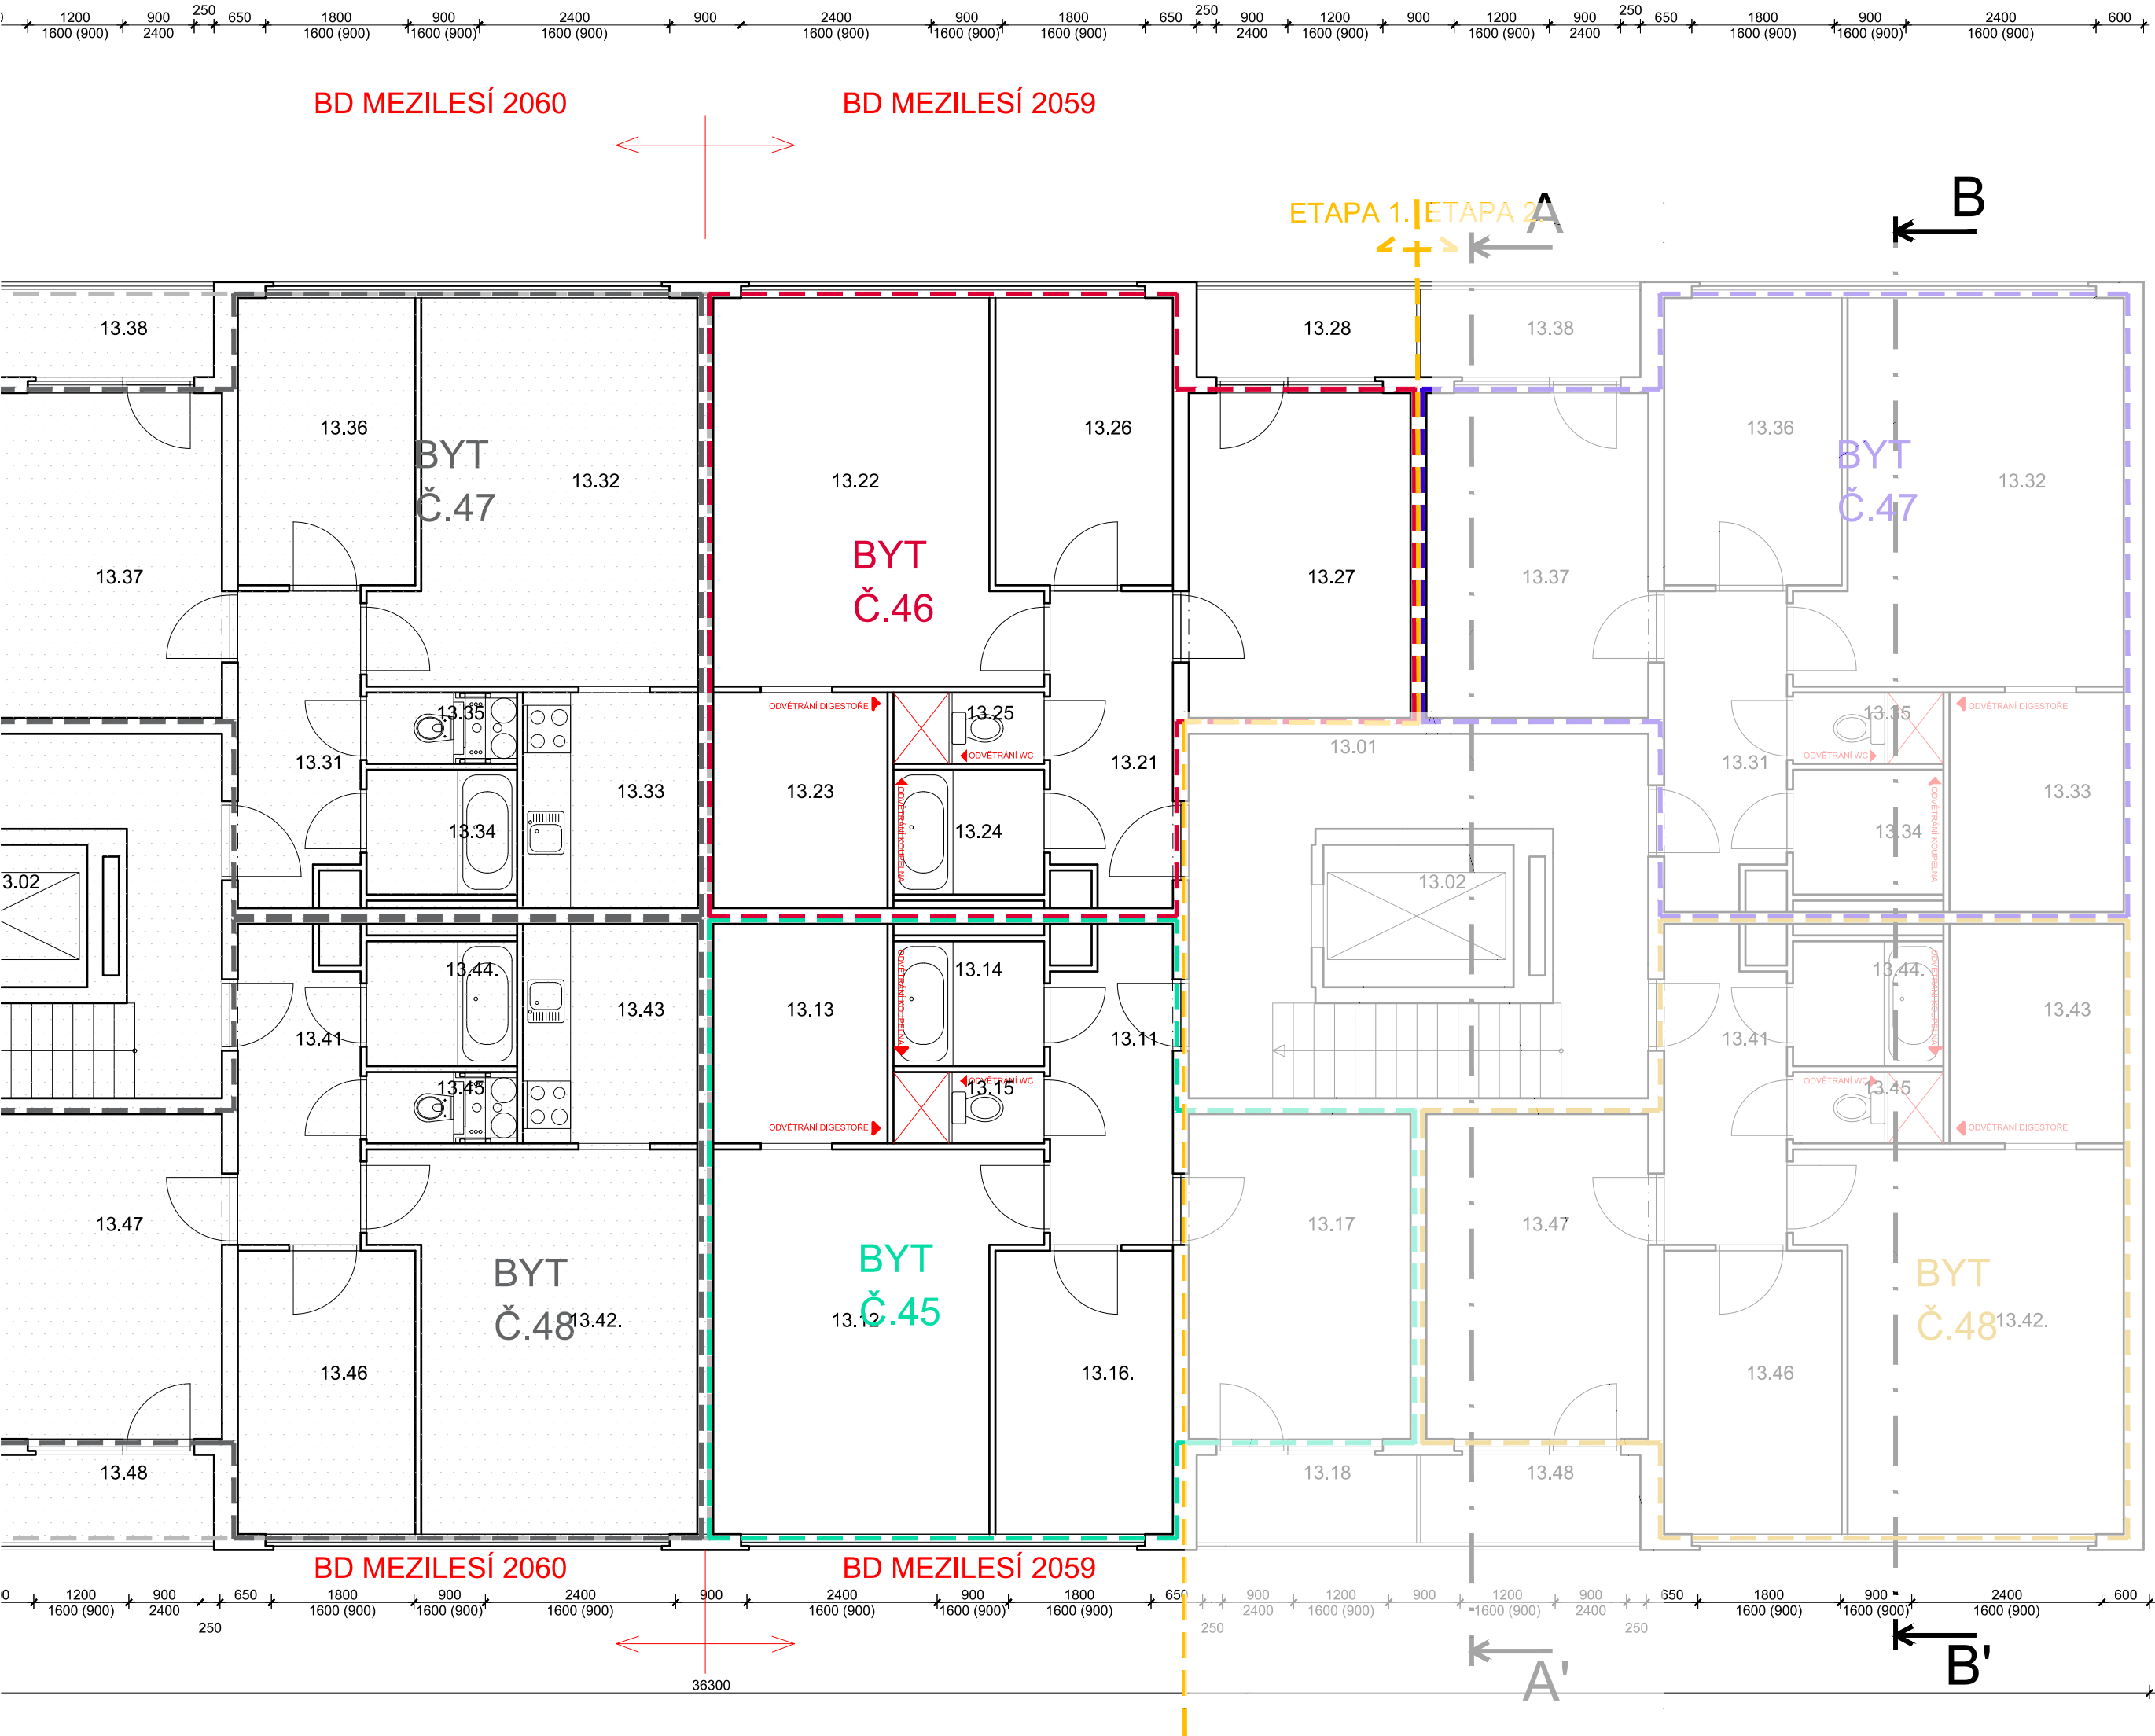 1200 900 250 650 1800 900 2400 900 2400 900 1800 650 250 900 1200 900 1200 900 250 650 1800 900 2400 600
1600 (900) 2400 1600 (900) 1600 (900) 1600 (900) 1600 (900) 1600 (900) 1600 (900) 2400 1600 (900) 1600 (900) 2400 1600 (900) 1600 (900) 1600 (900)
BD MEZILESÍ 2060 BD MEZILESÍ 2059
ETAPA 1. ETAPA 2. A B
13.38 13.28 13.38
13.36 13.26 13.36
BYT
Č.47
13.32 13.22 13.32
BYT
Č.47
BYT
Č.46
13.37 13.27 13.37
ODVĚTRÁNÍ DIGESTOŘE ODVĚTRÁNÍ DIGESTOŘE
13.35 13.25 13.35
ODVĚTRÁNÍ WC ODVĚTRÁNÍ WC
13.01
13.31 13.21 13.31
13.33 13.23 13.33
ODVĚTRÁNÍ KOUPELNA ODVĚTRÁNÍ KOUPELNA
13.34 13.24 13.34
3.02 13.02
13.44. 13.14 13.44.
ODVĚTRÁNÍ KOUPELNA ODVĚTRÁNÍ KOUPELNA
13.43 13.13 13.43
13.41 13.11 13.41
ODVĚTRÁNÍ WC ODVĚTRÁNÍ WC
13.45 13.15 13.45
ODVĚTRÁNÍ DIGESTOŘE ODVĚTRÁNÍ DIGESTOŘE
13.47 13.17 13.47
BYT
Č.48
13.42.
BYT
Č.45
13.12
BYT
Č.48
13.42.
13.46 13.16. 13.46
13.48 13.18 13.48
BD MEZILESÍ 2060 BD MEZILESÍ 2059
1200 900 650 1800 900 2400 900 2400 900 1800 650 900 1200 900 1200 900 650 1800 900 2400 600
1600 (900) 2400 1600 (900) 1600 (900) 1600 (900) 1600 (900) 1600 (900) 1600 (900) 2400 1600 (900) 1600 (900) 2400 1600 (900) 1600 (900) 1600 (900)
250 250 250
A' B'
36300